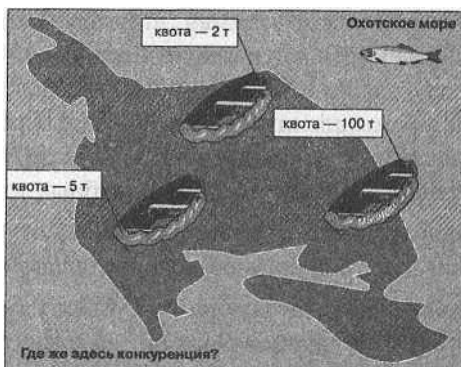 Охотское море
квота — 2 т
квота — 100 т
квота — 5 т
Где же здесь конкуренция?